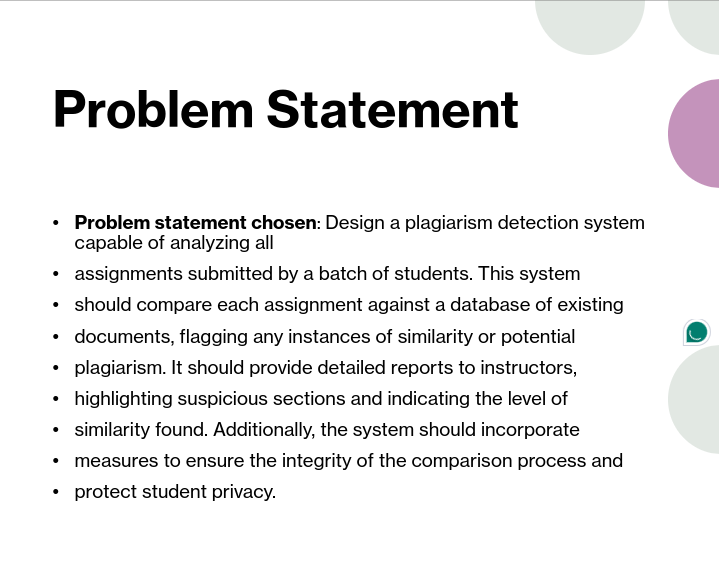 Problem Statement
• Problem statement chosen: Design a plagiarism detection system
capable of analyzing all
• assignments submitted by a batch of students. This system
• should compare each assignment against a database of existing
• documents, flagging any instances of similarity or potential
• plagiarism. It should provide detailed reports to instructors,
• highlighting suspicious sections and indicating the level of
• similarity found. Additionally, the system should incorporate
• measures to ensure the integrity of the comparison process and
• protect student privacy.